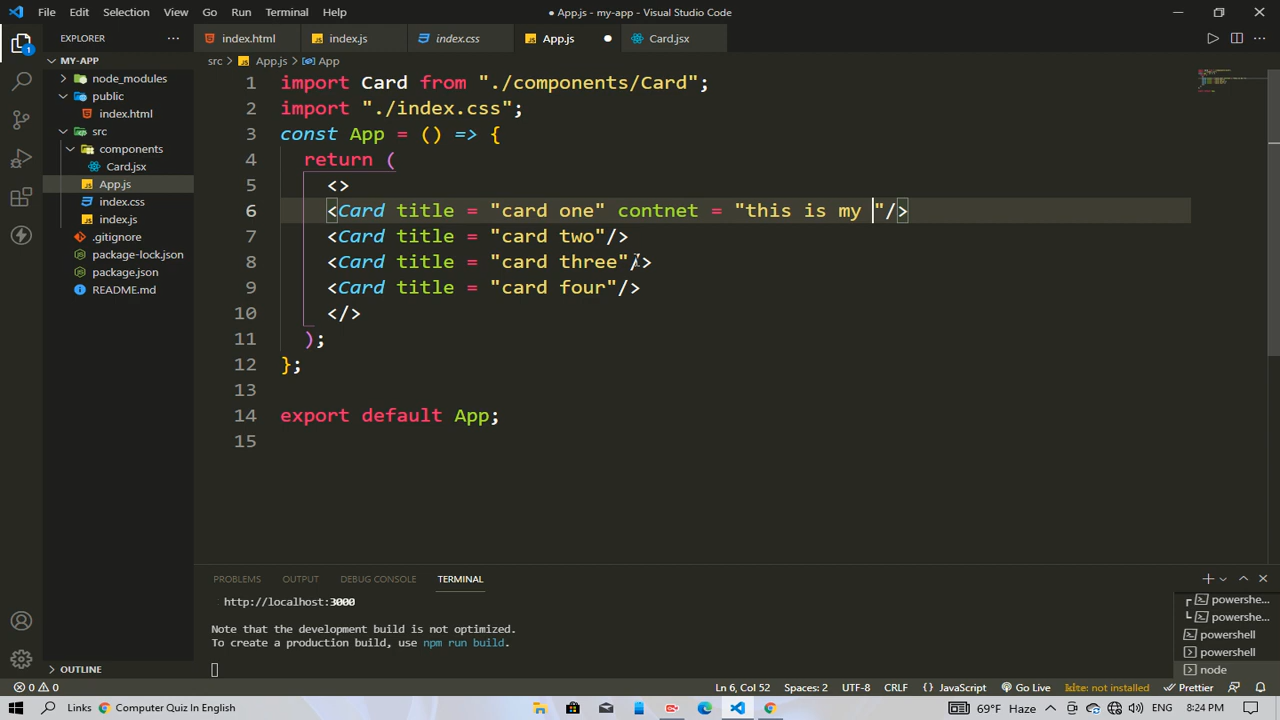 File Edit Selection View Go Run Terminal Help
● App.js - my-app - Visual Studio Code
EXPLORER
index.html
index.js
index.css
App.js
Card.jsx
MY-APP
node_modules
public
index.html
src
components
Card.jsx
App.js
index.css
index.js
.gitignore
package-lock.json
package.json
README.md
OUTLINE
src > App.js > App
1 import Card from "./components/Card";
2 import "./index.css";
3 const App = () => {
4 return (
5 <>
6 <Card title = "card one" contnet = "this is my "/>
7 <Card title = "card two"/>
8 <Card title = "card three"/>
9 <Card title = "card four"/>
10 </>
11 );
12 };
13
14 export default App;
15
PROBLEMS OUTPUT DEBUG CONSOLE TERMINAL
http://localhost:3000
Note that the development build is not optimized.
To create a production build, use npm run build.
powershe...
powershe...
powershell
powershell
node
0 0
Ln 6, Col 52 Spaces: 2 UTF-8 CRLF {} JavaScript Go Live kite: not installed Prettier
Links Computer Quiz In English
69°F Haze ENG 8:24 PM